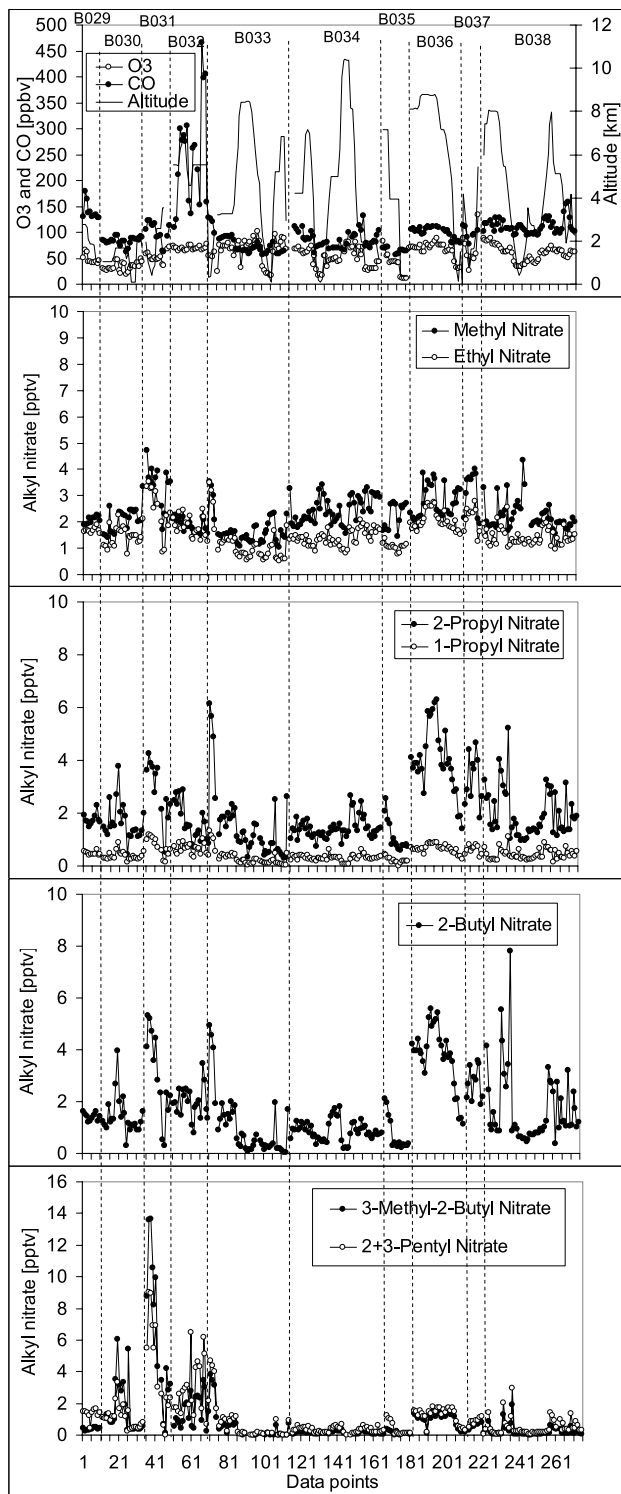 B029 B031 B035 B037
B030 B032 B033 B034 B036 B038
500
450
400
350
300
250
200
150
100
50
0
O3 and CO [ppbv]
O3
CO
Altitude
12
10
8
6
4
2
0
Altitude [km]
10
9
8
7
6
5
4
3
2
1
0
Alkyl nitrate [pptv]
Methyl Nitrate
Ethyl Nitrate
10
8
6
4
2
0
Alkyl nitrate [pptv]
2-Propyl Nitrate
1-Propyl Nitrate
10
8
6
4
2
0
Alkyl nitrate [pptv]
2-Butyl Nitrate
16
14
12
10
8
6
4
2
0
Alkyl nitrate [pptv]
3-Methyl-2-Butyl Nitrate
2+3-Pentyl Nitrate
1 21 41 61 81 101 121 141 161 181 201 221 241 261
Data points